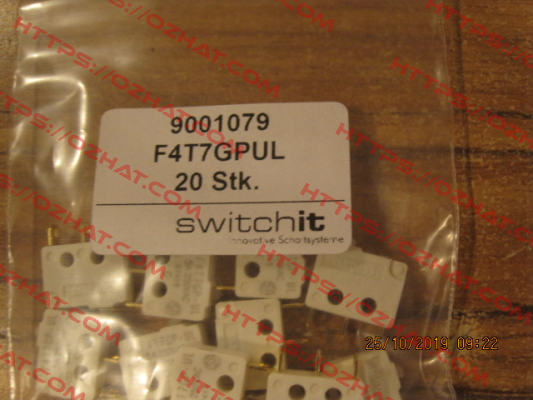 9001079
F4T7GPUL
20 Stk.
switchit
Innovative Schaltsysteme
25/10/2019 09:22
HTTPS://OZHAT.COM